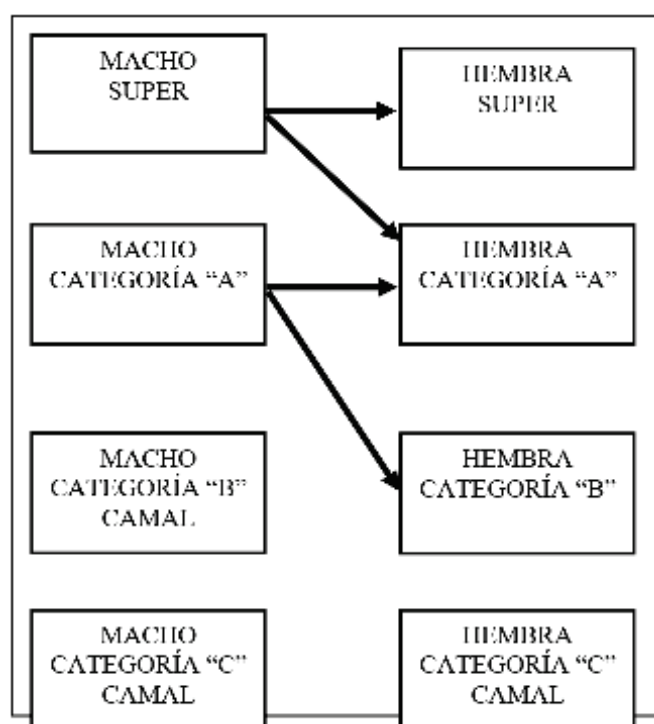 MACHO
SUPER
HEMBRA
SUPER
MACHO
CATEGORÍA “A”
HEMBRA
CATEGORÍA “A”
MACHO
CATEGORÍA “B”
CAMAL
HEMBRA
CATEGORÍA “B”
MACHO
CATEGORÍA “C”
CAMAL
HEMBRA
CATEGORÍA “C”
CAMAL